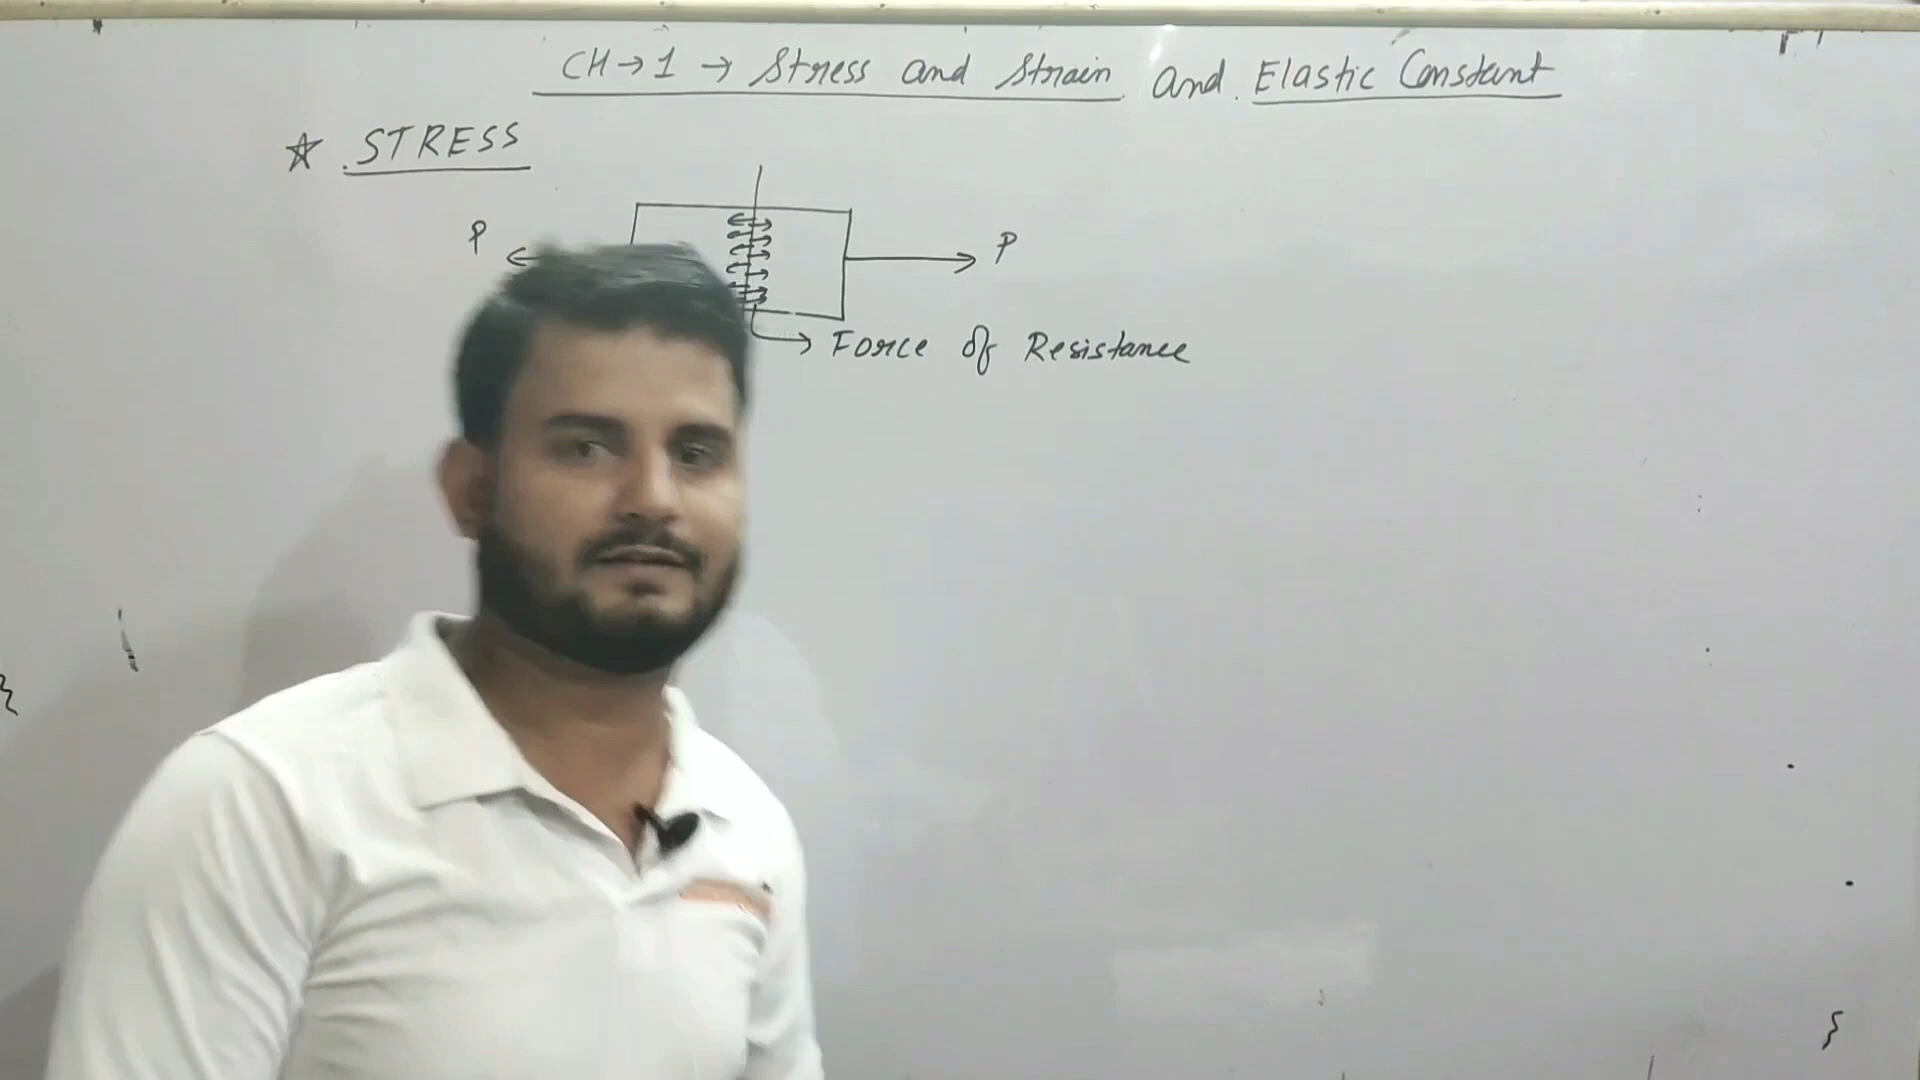 CH→1 → Stress and Strain and Elastic Constant
☆ STRESS
P
P
Force of Resistance